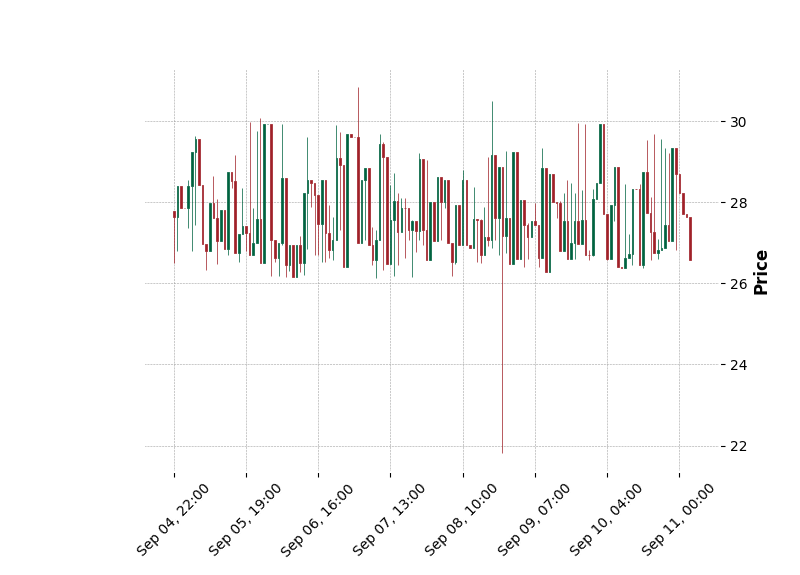 30
28
26
24
22
Price
Sep 04, 22:00
Sep 05, 19:00
Sep 06, 16:00
Sep 07, 13:00
Sep 08, 10:00
Sep 09, 07:00
Sep 10, 04:00
Sep 11, 00:00